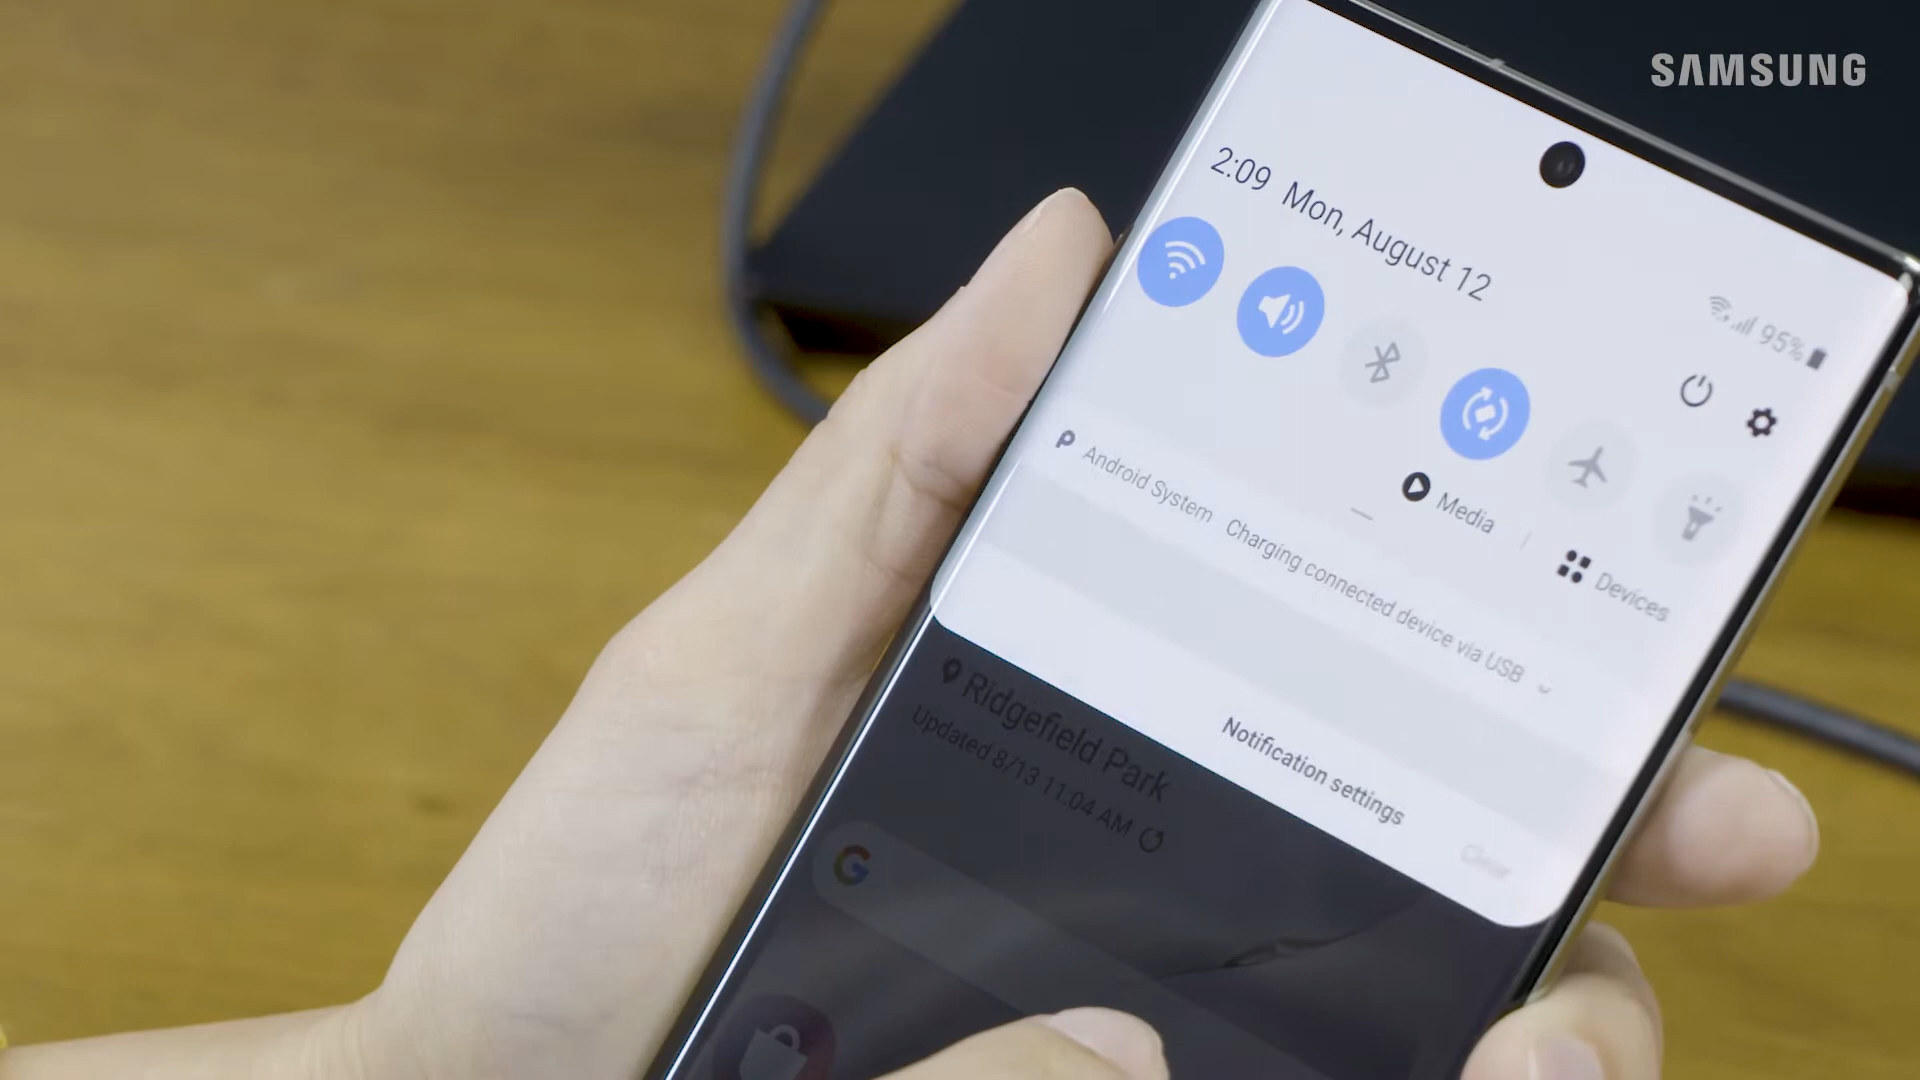 SAMSUNG
2:09 Mon, August 12
95%
Media
Devices
Android System Charging connected device via USB
Notification settings
Clear
Ridgefield Park
Updated 8/13 11:04 AM
G